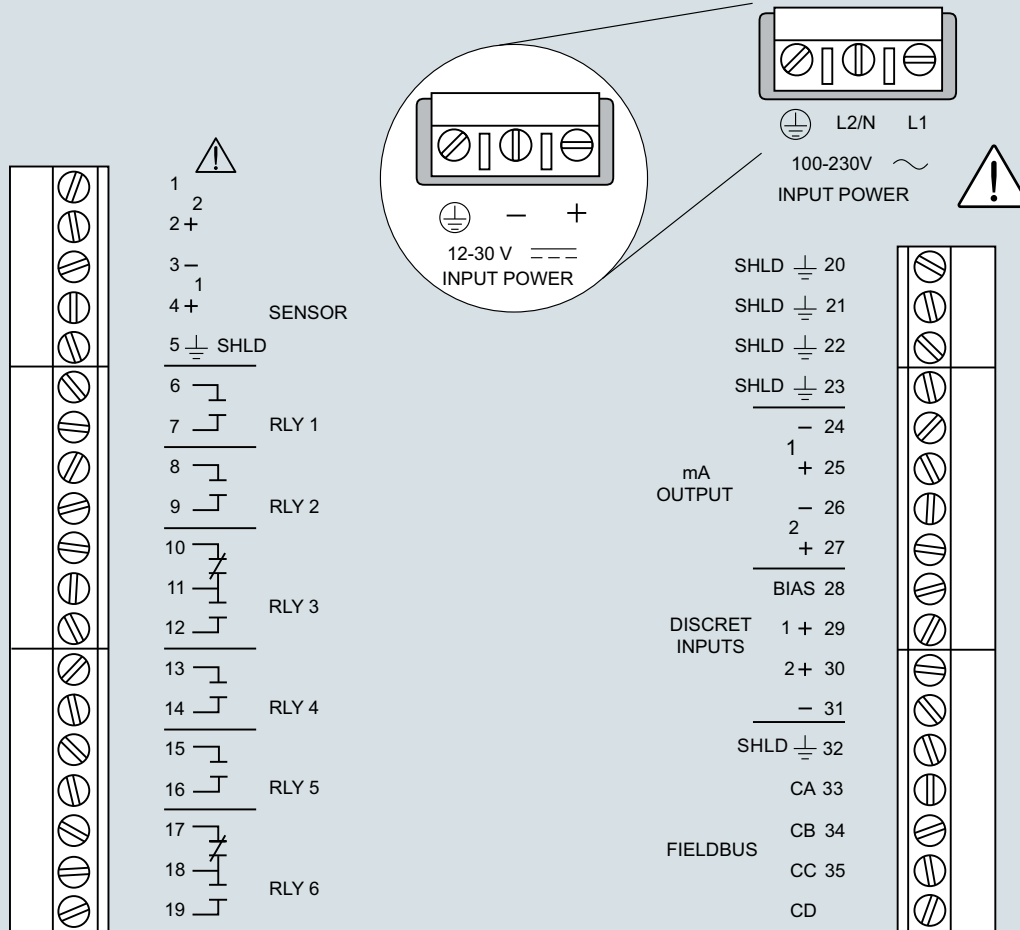 L2/N L1
100-230V
INPUT POWER
− +
12-30 V
INPUT POWER
1
2
2 +
3 −
1
4 +
SENSOR
5 SHLD
6
7 RLY 1
8
9 RLY 2
10
11
RLY 3
12
13
14 RLY 4
15
16 RLY 5
17
18
RLY 6
19
SHLD 20
SHLD 21
SHLD 22
SHLD 23
− 24
1
+ 25
mA
OUTPUT
− 26
2
+ 27
BIAS 28
DISCRET
INPUTS
1 + 29
2 + 30
− 31
SHLD 32
CA 33
CB 34
FIELDBUS
CC 35
CD